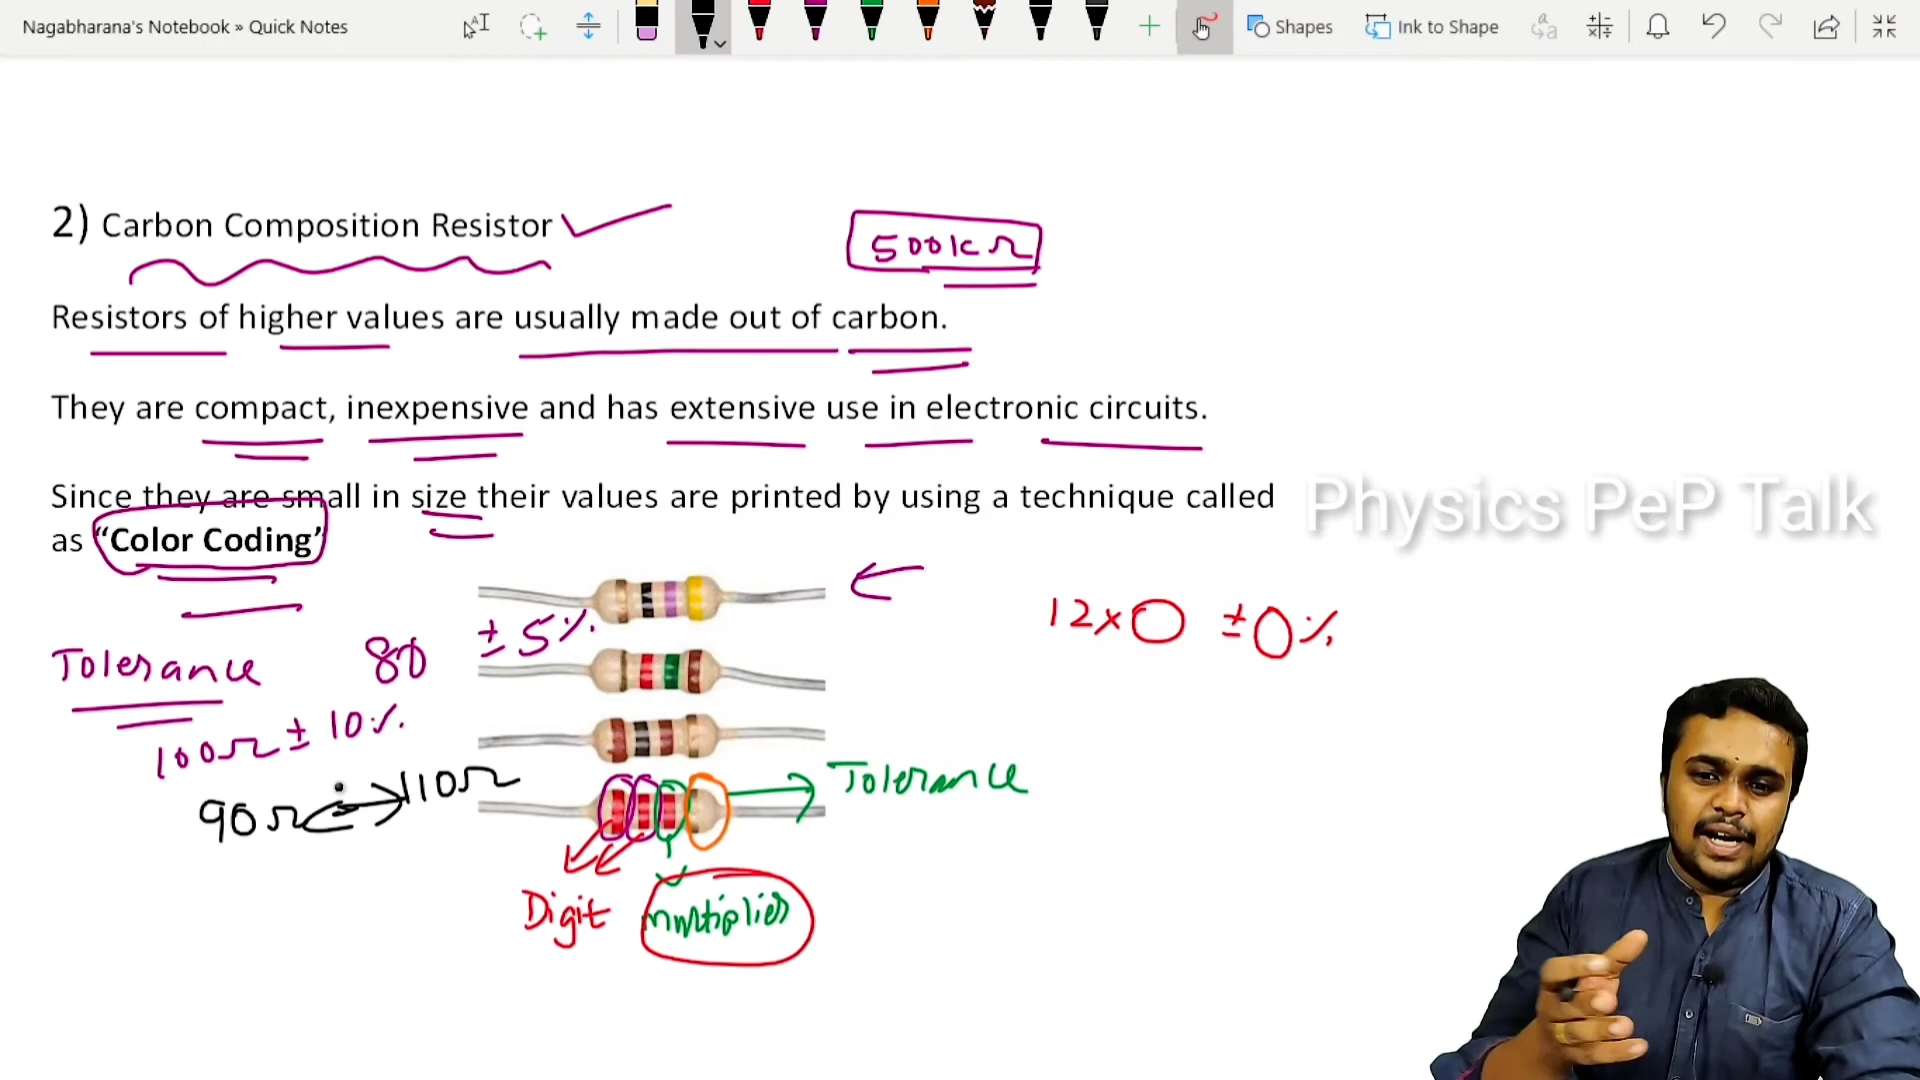 Nagabharana's Notebook » Quick Notes
Shapes
Ink to Shape
2) Carbon Composition Resistor
500kΩ
Resistors of higher values are usually made out of carbon.
They are compact, inexpensive and has extensive use in electronic circuits.
Since they are small in size their values are printed by using a technique called
as “Color Coding”
Physics PeP Talk
12 x O ± O %
± 5%
Tolerance 80
100Ω ± 10%
90Ω 110Ω
Tolerance
Digit multiplier